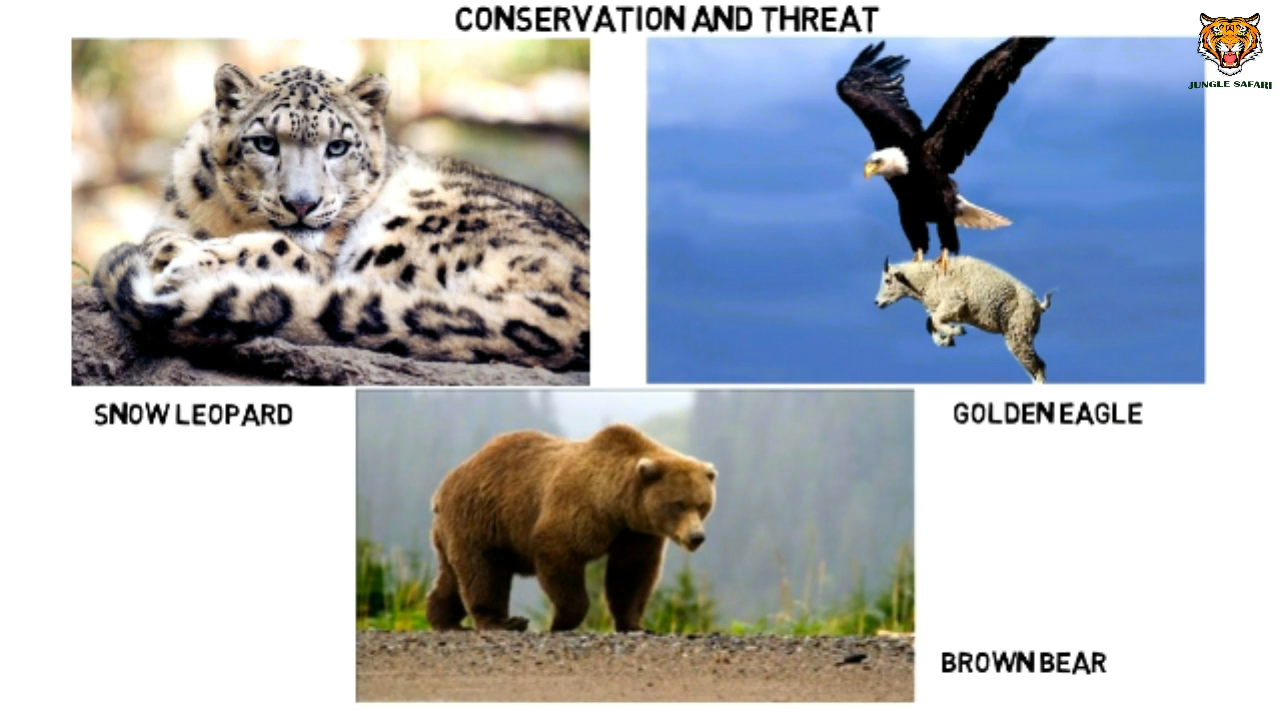 CONSERVATION AND THREAT
JUNGLE SAFARI
SNOW LEOPARD
GOLDEN EAGLE
BROWN BEAR